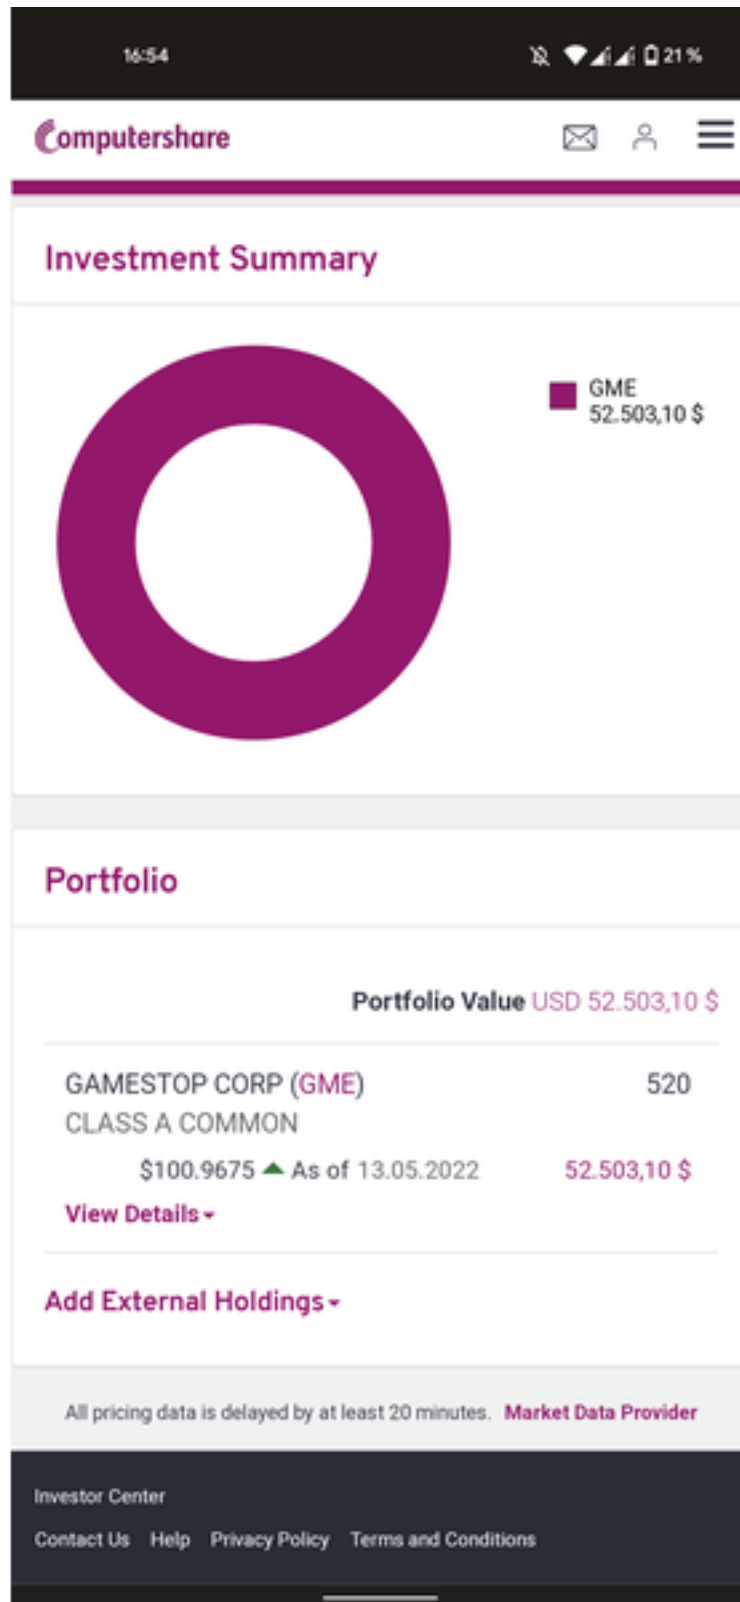 16:54
21 %
Computershare
Investment Summary
GME
52.503,10 $
Portfolio
Portfolio Value USD 52.503,10 $
GAMESTOP CORP (GME) 520
CLASS A COMMON
$100.9675 As of 13.05.2022 52.503,10 $
View Details
Add External Holdings
All pricing data is delayed by at least 20 minutes. Market Data Provider
Investor Center
Contact Us Help Privacy Policy Terms and Conditions